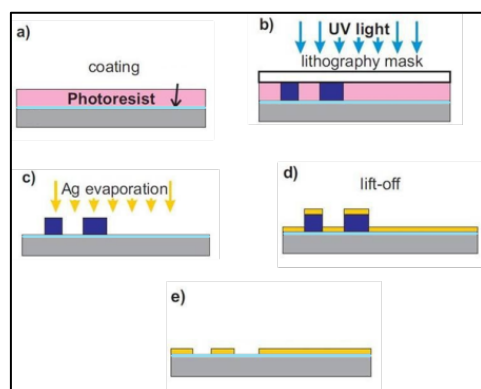 a)
coating
Photoresist
b)
UV light
lithography mask
c)
Ag evaporation
d)
lift-off
e)